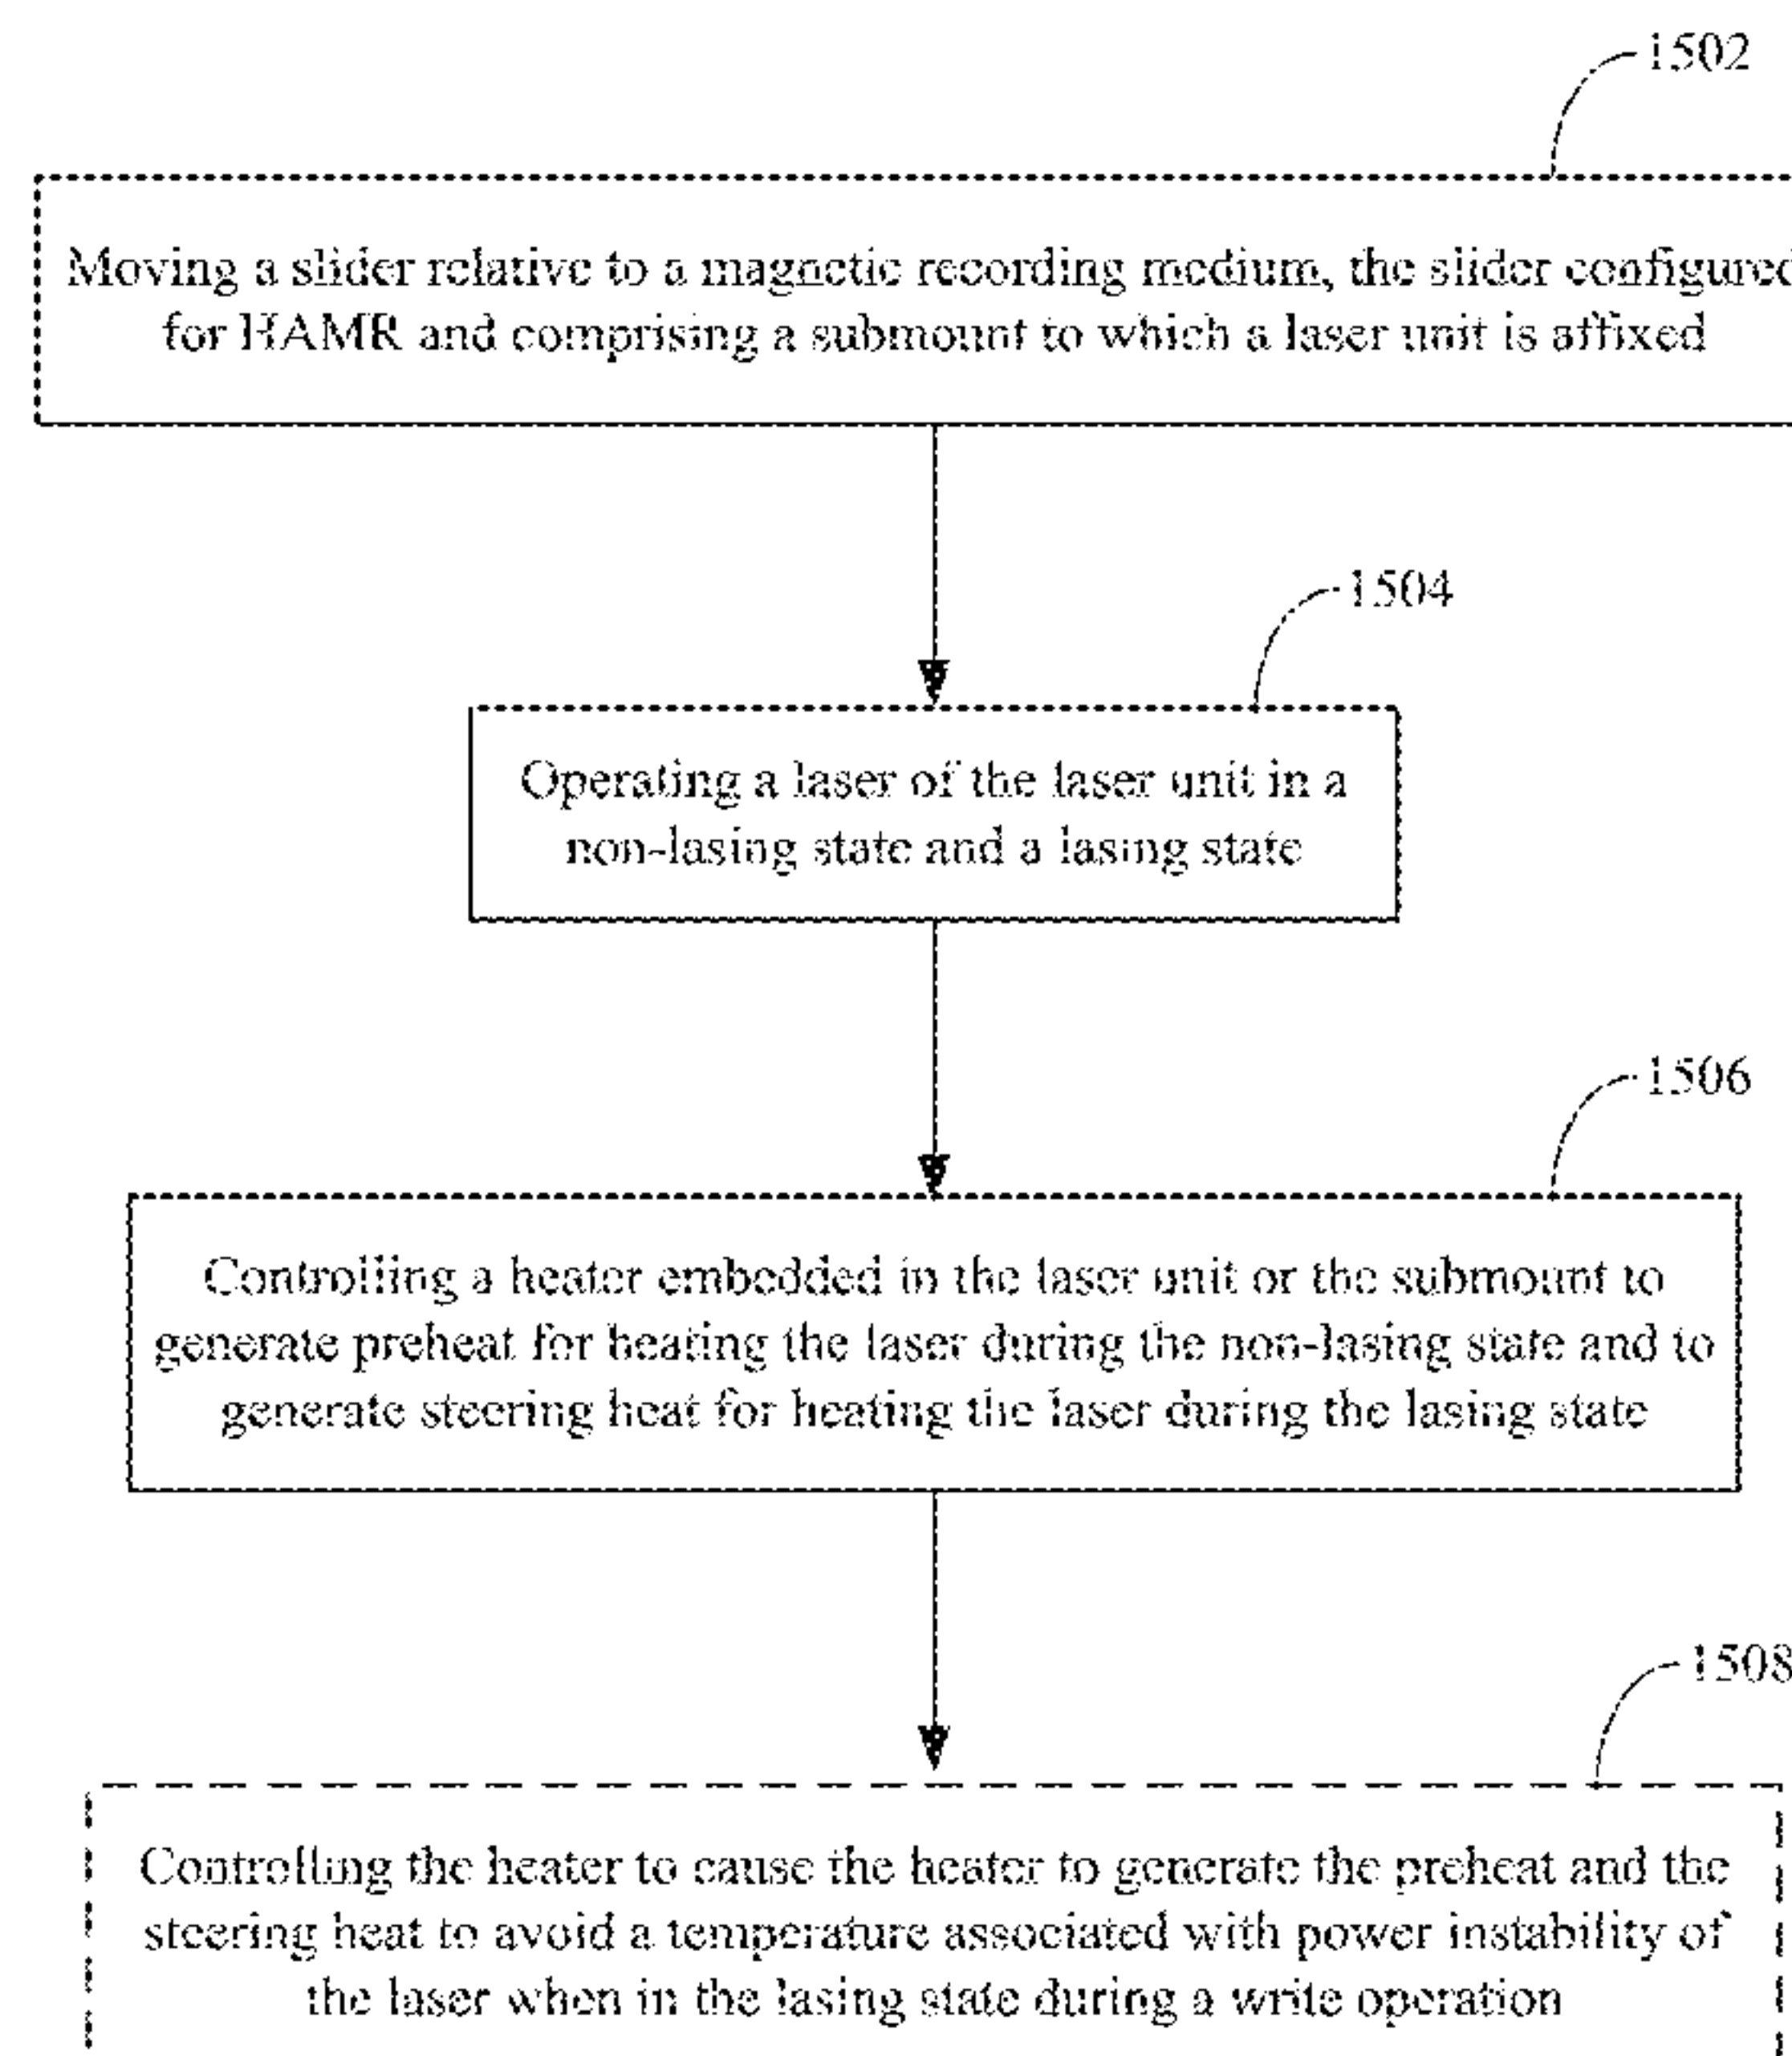 1502
Moving a slider relative to a magnetic recording medium, the slider configured
for HAMR and comprising a submount to which a laser unit is affixed
1504
Operating a laser of the laser unit in a
non-lasing state and a lasing state
1506
Controlling a heater embedded in the laser unit or the submount to
generate preheat for heating the laser during the non-lasing state and to
generate steering heat for heating the laser during the lasing state
1508
Controlling the heater to cause the heater to generate the preheat and the
steering heat to avoid a temperature associated with power instability of
the laser when in the lasing state during a write operation